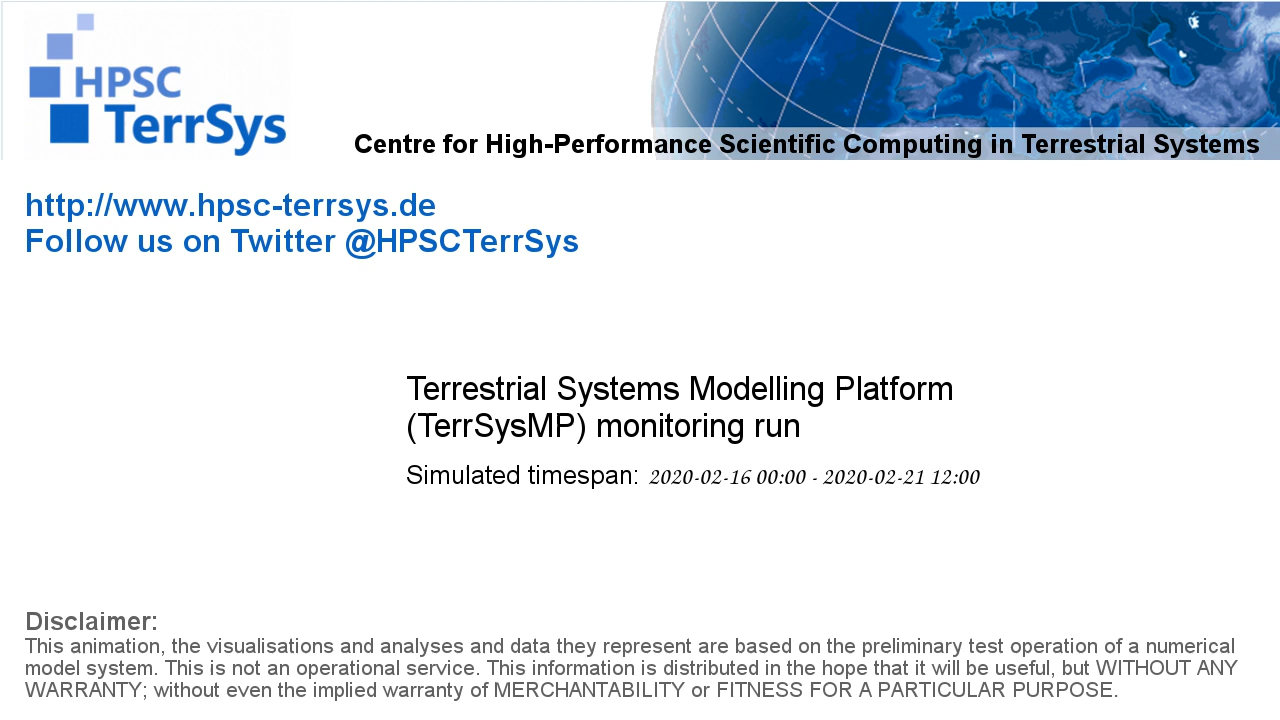 HPSC
TerrSys
Centre for High-Performance Scientific Computing in Terrestrial Systems
http://www.hpsc-terrsys.de
Follow us on Twitter @HPSCTerrSys
Terrestrial Systems Modelling Platform
(TerrSysMP) monitoring run
Simulated timespan: 2020-02-16 00:00 - 2020-02-21 12:00
Disclaimer:
This animation, the visualisations and analyses and data they represent are based on the preliminary test operation of a numerical
model system. This is not an operational service. This information is distributed in the hope that it will be useful, but WITHOUT ANY
WARRANTY; without even the implied warranty of MERCHANTABILITY or FITNESS FOR A PARTICULAR PURPOSE.